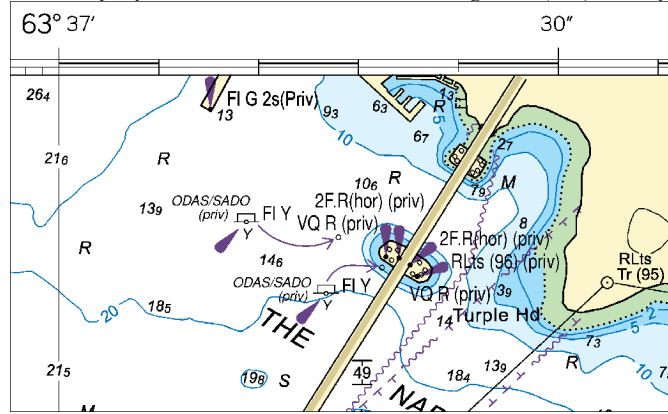 63° 37' 30"
26₄
13
Fl G 2s(Priv)
6₃
R
13
9₃
5
6₇
10
2₇
21₆
R
10₆
R
7₉
M
ODAS/SADO
(priv)
Fl Y
Y
13₉
2F.R(hor) (priv)
VQ R (priv)
8
R
2F.R(hor) (priv)
RLts (96) (priv)
RLts
Tr (95)
14₆
ODAS/SADO
(priv)
Fl Y
Y
VQ R (priv)
3₉
18₅
20
THE
14
Turple Hd
2
5
7₃
10
21₅
19₈
S
49
18₄
13₉
R
7
M
NAR